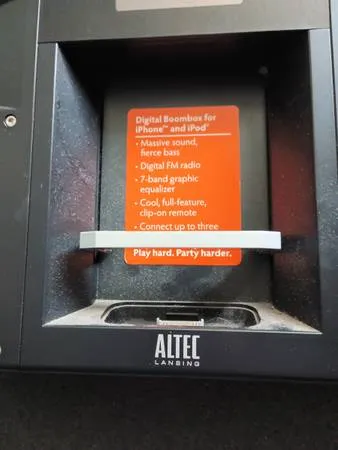 Digital Boombox for
iPhone™ and iPod®
• Massive sound,
fierce bass
• Digital FM radio
• 7-band graphic
equalizer
• Cool, full-feature,
clip-on remote
• Connect up to three
Play hard. Party harder.
ALTEC
LANSING